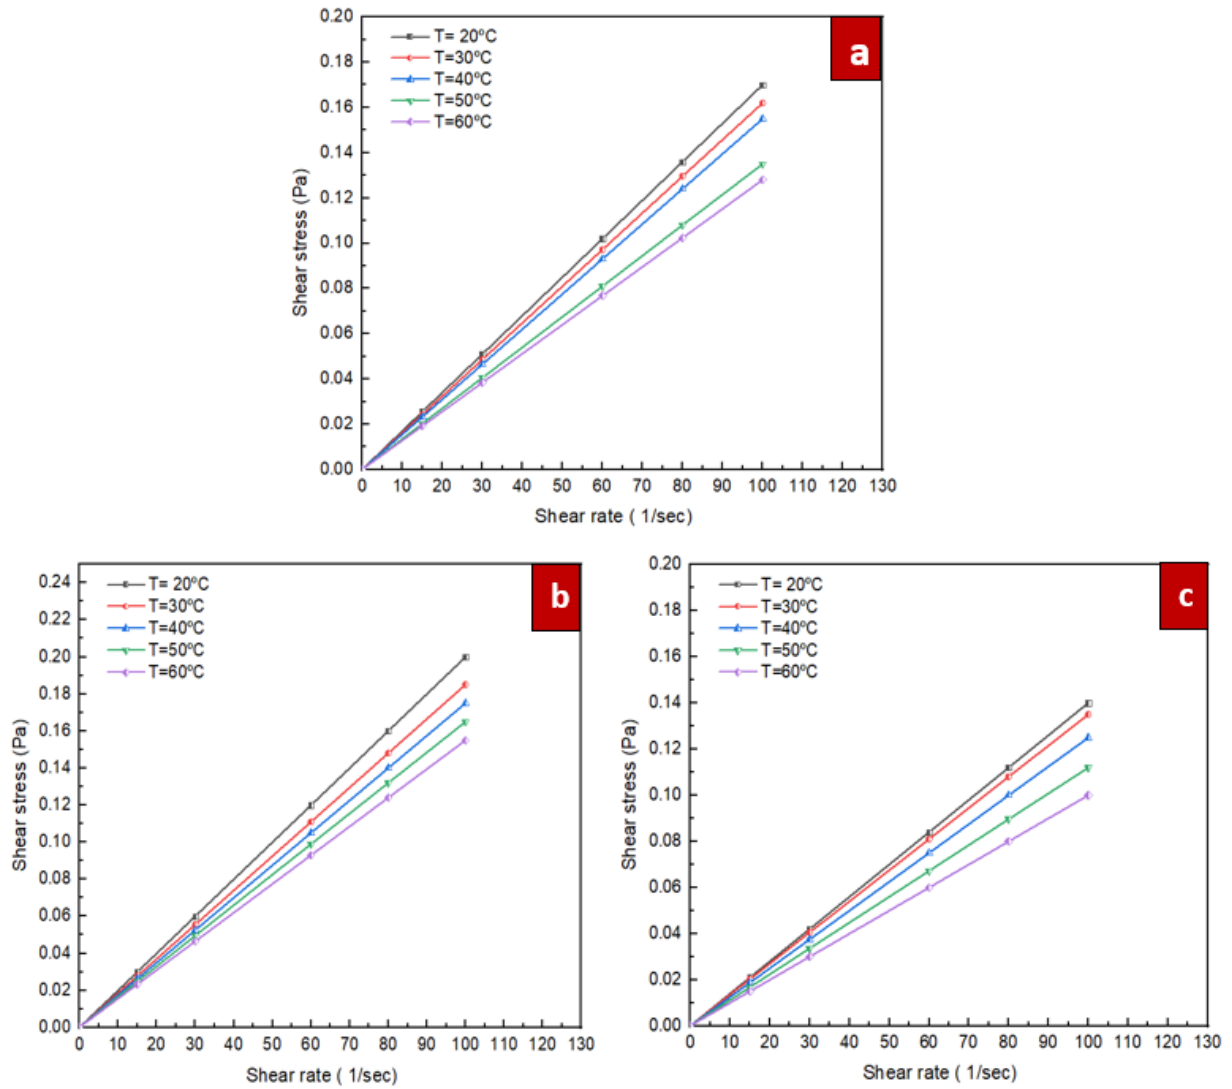 a
T= 20ºC
T=30ºC
T=40ºC
T=50ºC
T=60ºC
0.20
0.18
0.16
0.14
0.12
0.10
0.08
0.06
0.04
0.02
0.00
Shear stress (Pa)
0 10 20 30 40 50 60 70 80 90 100 110 120 130
Shear rate ( 1/sec)
b
T= 20ºC
T=30ºC
T=40ºC
T=50ºC
T=60ºC
0.24
0.22
0.20
0.18
0.16
0.14
0.12
0.10
0.08
0.06
0.04
0.02
0.00
Shear stress (Pa)
0 10 20 30 40 50 60 70 80 90 100 110 120 130
Shear rate ( 1/sec)
c
T= 20ºC
T=30ºC
T=40ºC
T=50ºC
T=60ºC
0.20
0.18
0.16
0.14
0.12
0.10
0.08
0.06
0.04
0.02
0.00
Shear stress (Pa)
0 10 20 30 40 50 60 70 80 90 100 110 120 130
Shear rate ( 1/sec)